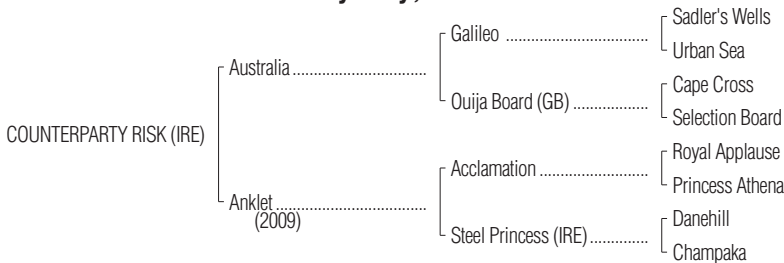 Sadler's Wells
Galileo ................................
Urban Sea
Australia ..............................
Cape Cross
Ouija Board (GB) .................
Selection Board
COUNTERPARTY RISK (IRE)
Royal Applause
Acclamation .........................
Princess Athena
Anklet ..................................
(2009)
Danehill
Steel Princess (IRE) .............
Champaka